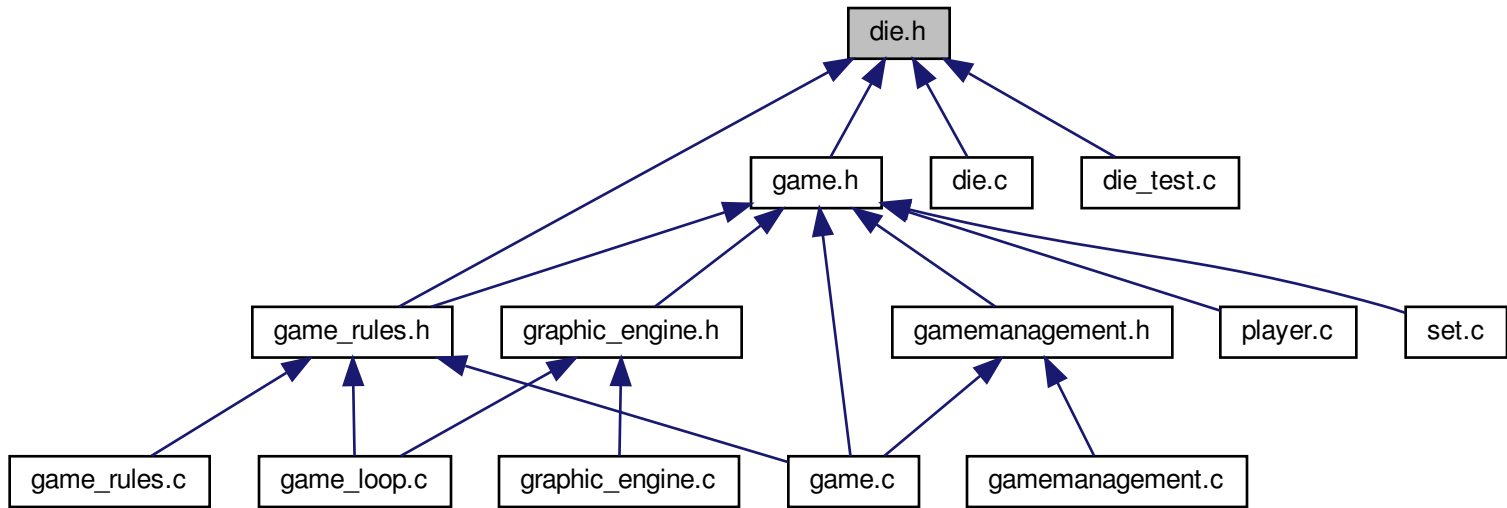 die.h
game.h
die.c
die_test.c
game_rules.h
graphic_engine.h
gamemanagement.h
player.c
set.c
game_rules.c
game_loop.c
graphic_engine.c
game.c
gamemanagement.c